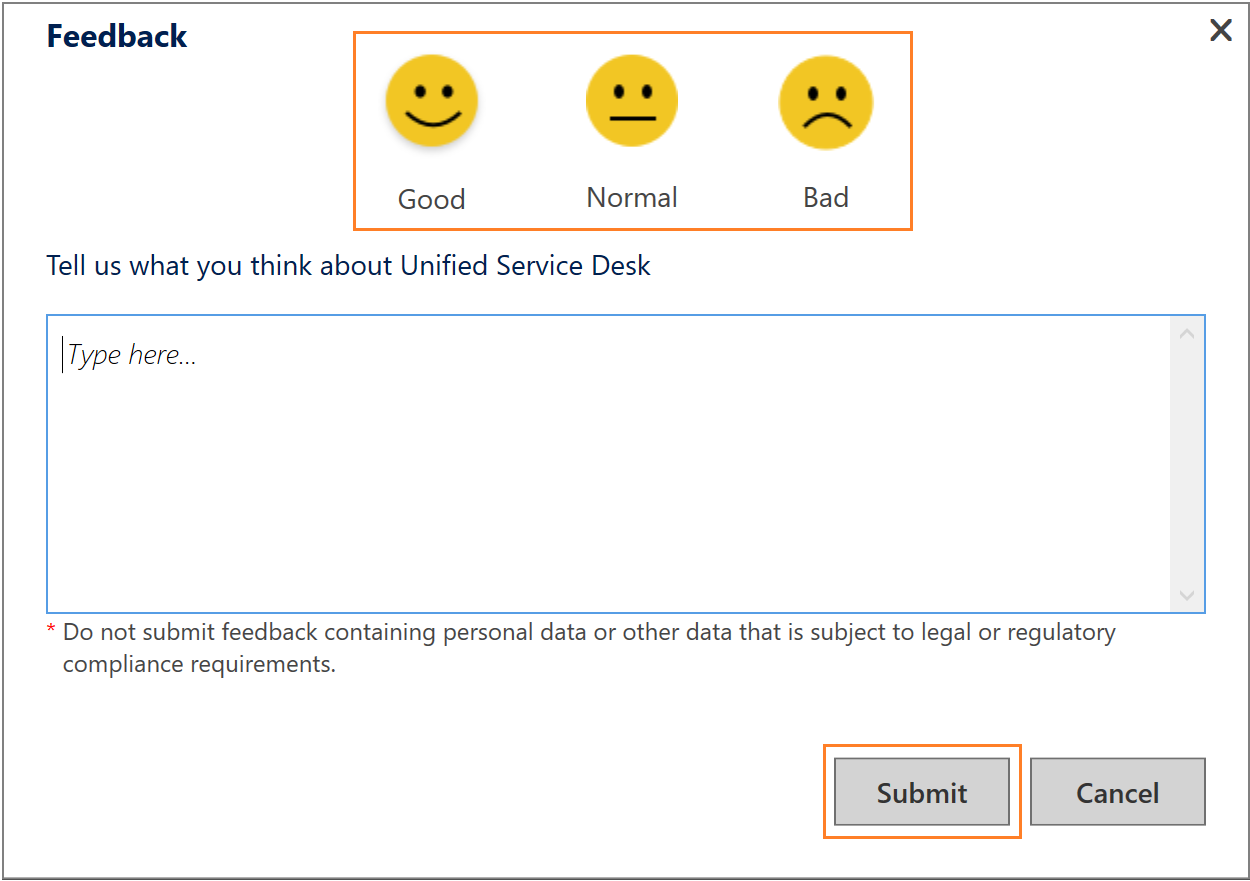 Feedback
Good
Normal
Bad
Tell us what you think about Unified Service Desk
Type here...
* Do not submit feedback containing personal data or other data that is subject to legal or regulatory
compliance requirements.
Submit
Cancel